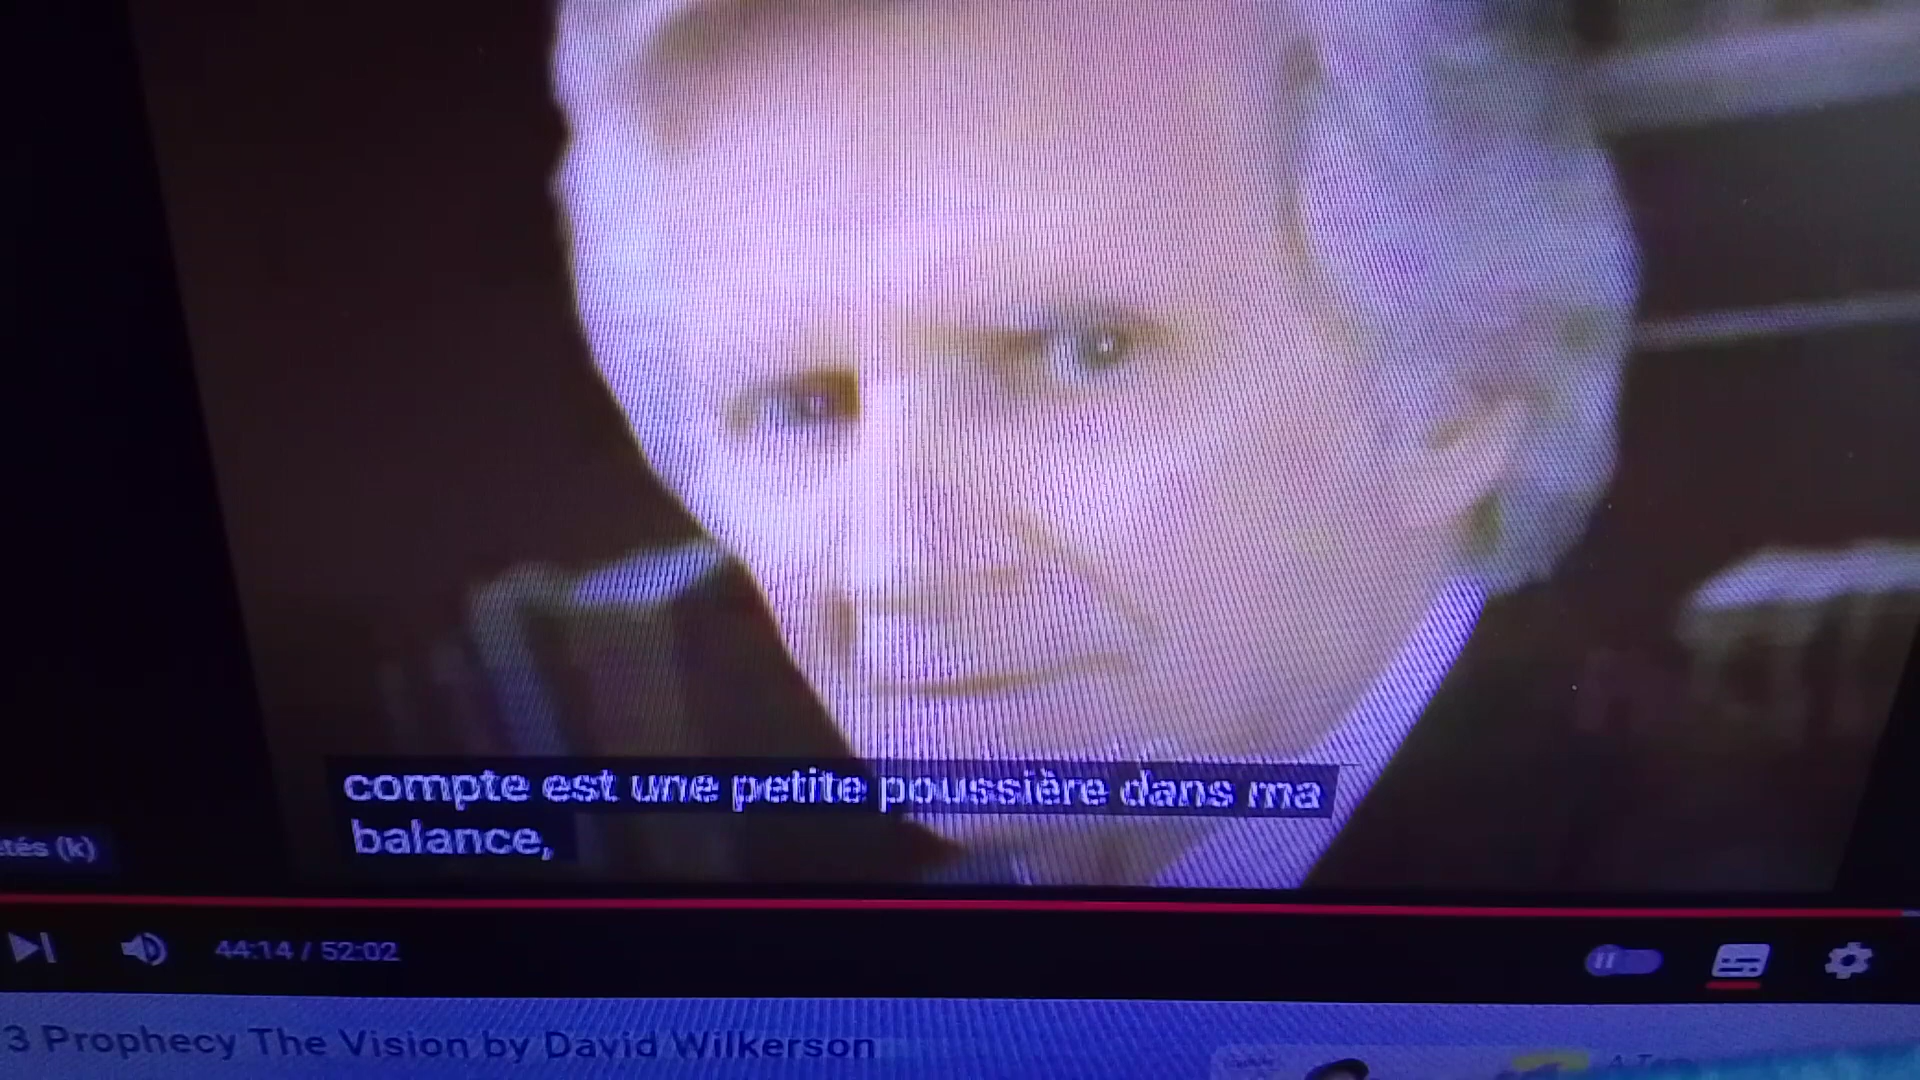 compte est une petite poussière dans ma
balance,
tés (k)
44:14 / 52:02
3 Prophecy The Vision by David Wilkerson